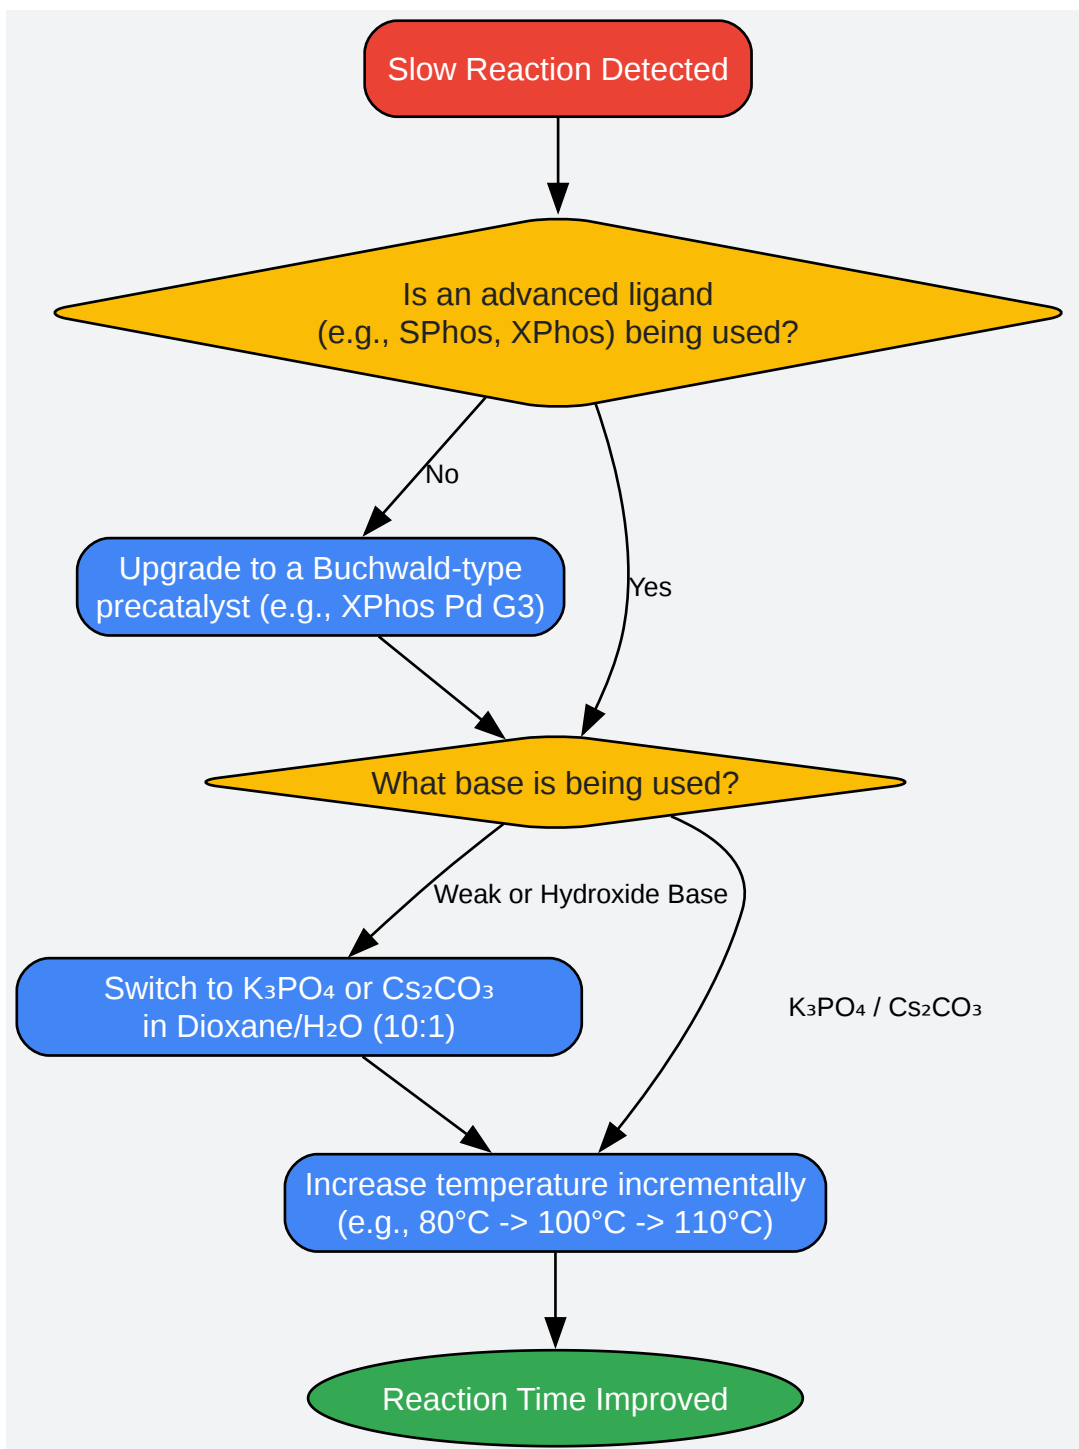 Slow Reaction Detected
Is an advanced ligand
(e.g., SPhos, XPhos) being used?
No
Upgrade to a Buchwald-type
precatalyst (e.g., XPhos Pd G3)
Yes
What base is being used?
Weak or Hydroxide Base
Switch to K₃PO₄ or Cs₂CO₃
in Dioxane/H₂O (10:1)
K₃PO₄ / Cs₂CO₃
Increase temperature incrementally
(e.g., 80°C -> 100°C -> 110°C)
Reaction Time Improved